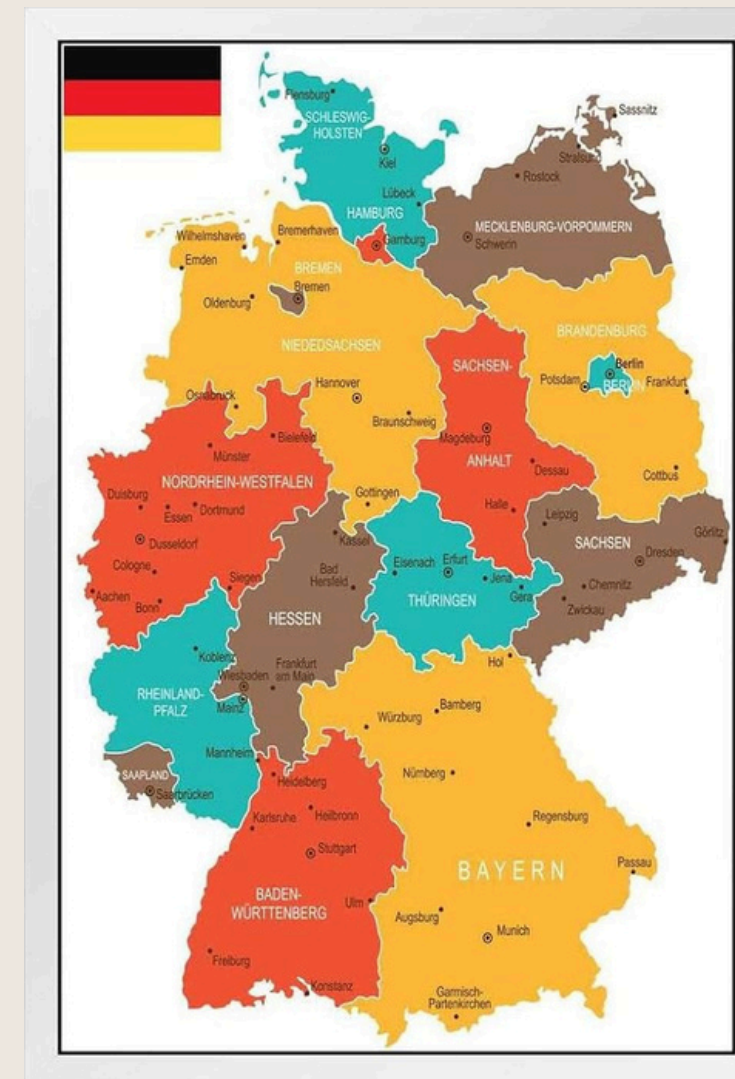 Flensburg
SCHLESWIG-
HOLSTEN
Kiel
Lübeck
HAMBURG
Gamburg
Sassnitz
Stralsund
Rostock
MECKLENBURG-VORPOMMERN
Schwerin
Wilhelmshaven
Bremerhaven
Emden
BREMEN
Bremen
Oldenburg
NIEDEDSACHSEN
Hannover
Osnabruck
Braunschweig
Gottingen
BRANDENBURG
Berlin
BERLIN
Potsdam
Frankfurt
Cottbus
SACHSEN-
Magdeburg
ANHALT
Dessau
Halle
Bielefeld
Münster
NORDRHEIN-WESTFALEN
Duisburg
Essen
Dortmund
Dusseldorf
Cologne
Aachen
Bonn
Siegen
Kassel
Bad
Hersfeld
HESSEN
Wiesbaden
Frankfurt
am Main
Eisenach
Erfurt
Jena
Gera
THÜRINGEN
Leipzig
SACHSEN
Görlitz
Dresden
Chemnitz
Zwickau
Koblenz
RHEINLAND-
PFALZ
Mainz
SAAPLAND
Saarbrücken
Mannheim
Heidelberg
Karlsruhe
Heilbronn
Stuttgart
BADEN-
WÜRTTENBERG
Ulm
Freiburg
Konstanz
Hol
Bamberg
Würzburg
Nürnberg
Regensburg
BAYERN
Passau
Augsburg
Munich
Garmisch-
Partenkirchen